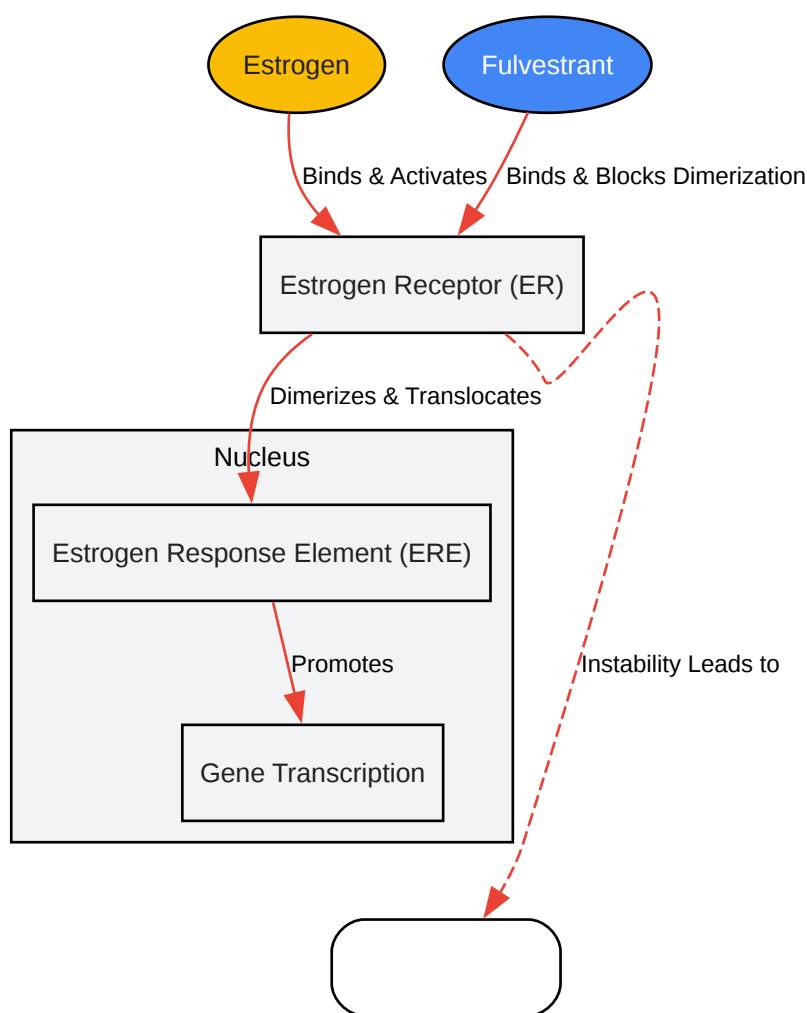 Estrogen
Fulvestrant
Binds & Activates
Binds & Blocks Dimerization
Estrogen Receptor (ER)
Dimerizes & Translocates
Nucleus
Estrogen Response Element (ERE)
Promotes
Instability Leads to
Gene Transcription